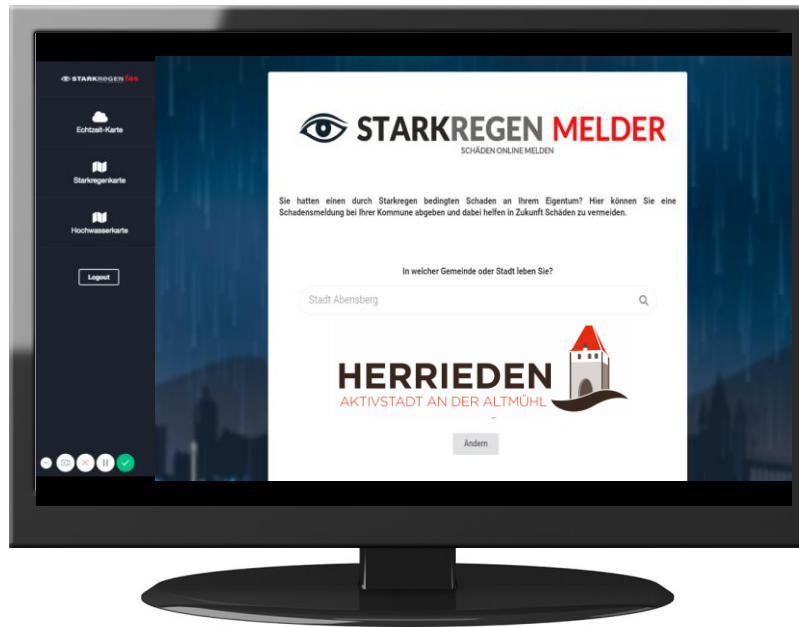 STARKREGEN
Echtzeit-Karte
Starkregenkarte
Hochwasserkarte
Logout
STARKREGEN MELDER
SCHÄDEN ONLINE MELDEN
Sie hatten einen durch Starkregen bedingten Schaden an Ihrem Eigentum? Hier können Sie eine
Schadensmeldung bei Ihrer Kommune abgeben und dabei helfen in Zukunft Schäden zu vermeiden.
In welcher Gemeinde oder Stadt leben Sie?
Stadt Abensberg
HERRIEDEN
AKTIVSTADT AN DER ALTMÜHL
Ändern